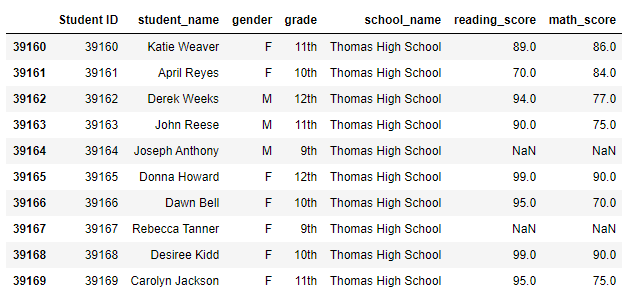 Student ID student_name gender grade school_name reading_score math_score
39160 39160 Katie Weaver F 11th Thomas High School 89.0 86.0
39161 39161 April Reyes F 10th Thomas High School 70.0 84.0
39162 39162 Derek Weeks M 12th Thomas High School 94.0 77.0
39163 39163 John Reese M 11th Thomas High School 90.0 75.0
39164 39164 Joseph Anthony M 9th Thomas High School NaN NaN
39165 39165 Donna Howard F 12th Thomas High School 99.0 90.0
39166 39166 Dawn Bell F 10th Thomas High School 95.0 70.0
39167 39167 Rebecca Tanner F 9th Thomas High School NaN NaN
39168 39168 Desiree Kidd F 10th Thomas High School 99.0 90.0
39169 39169 Carolyn Jackson F 11th Thomas High School 95.0 75.0